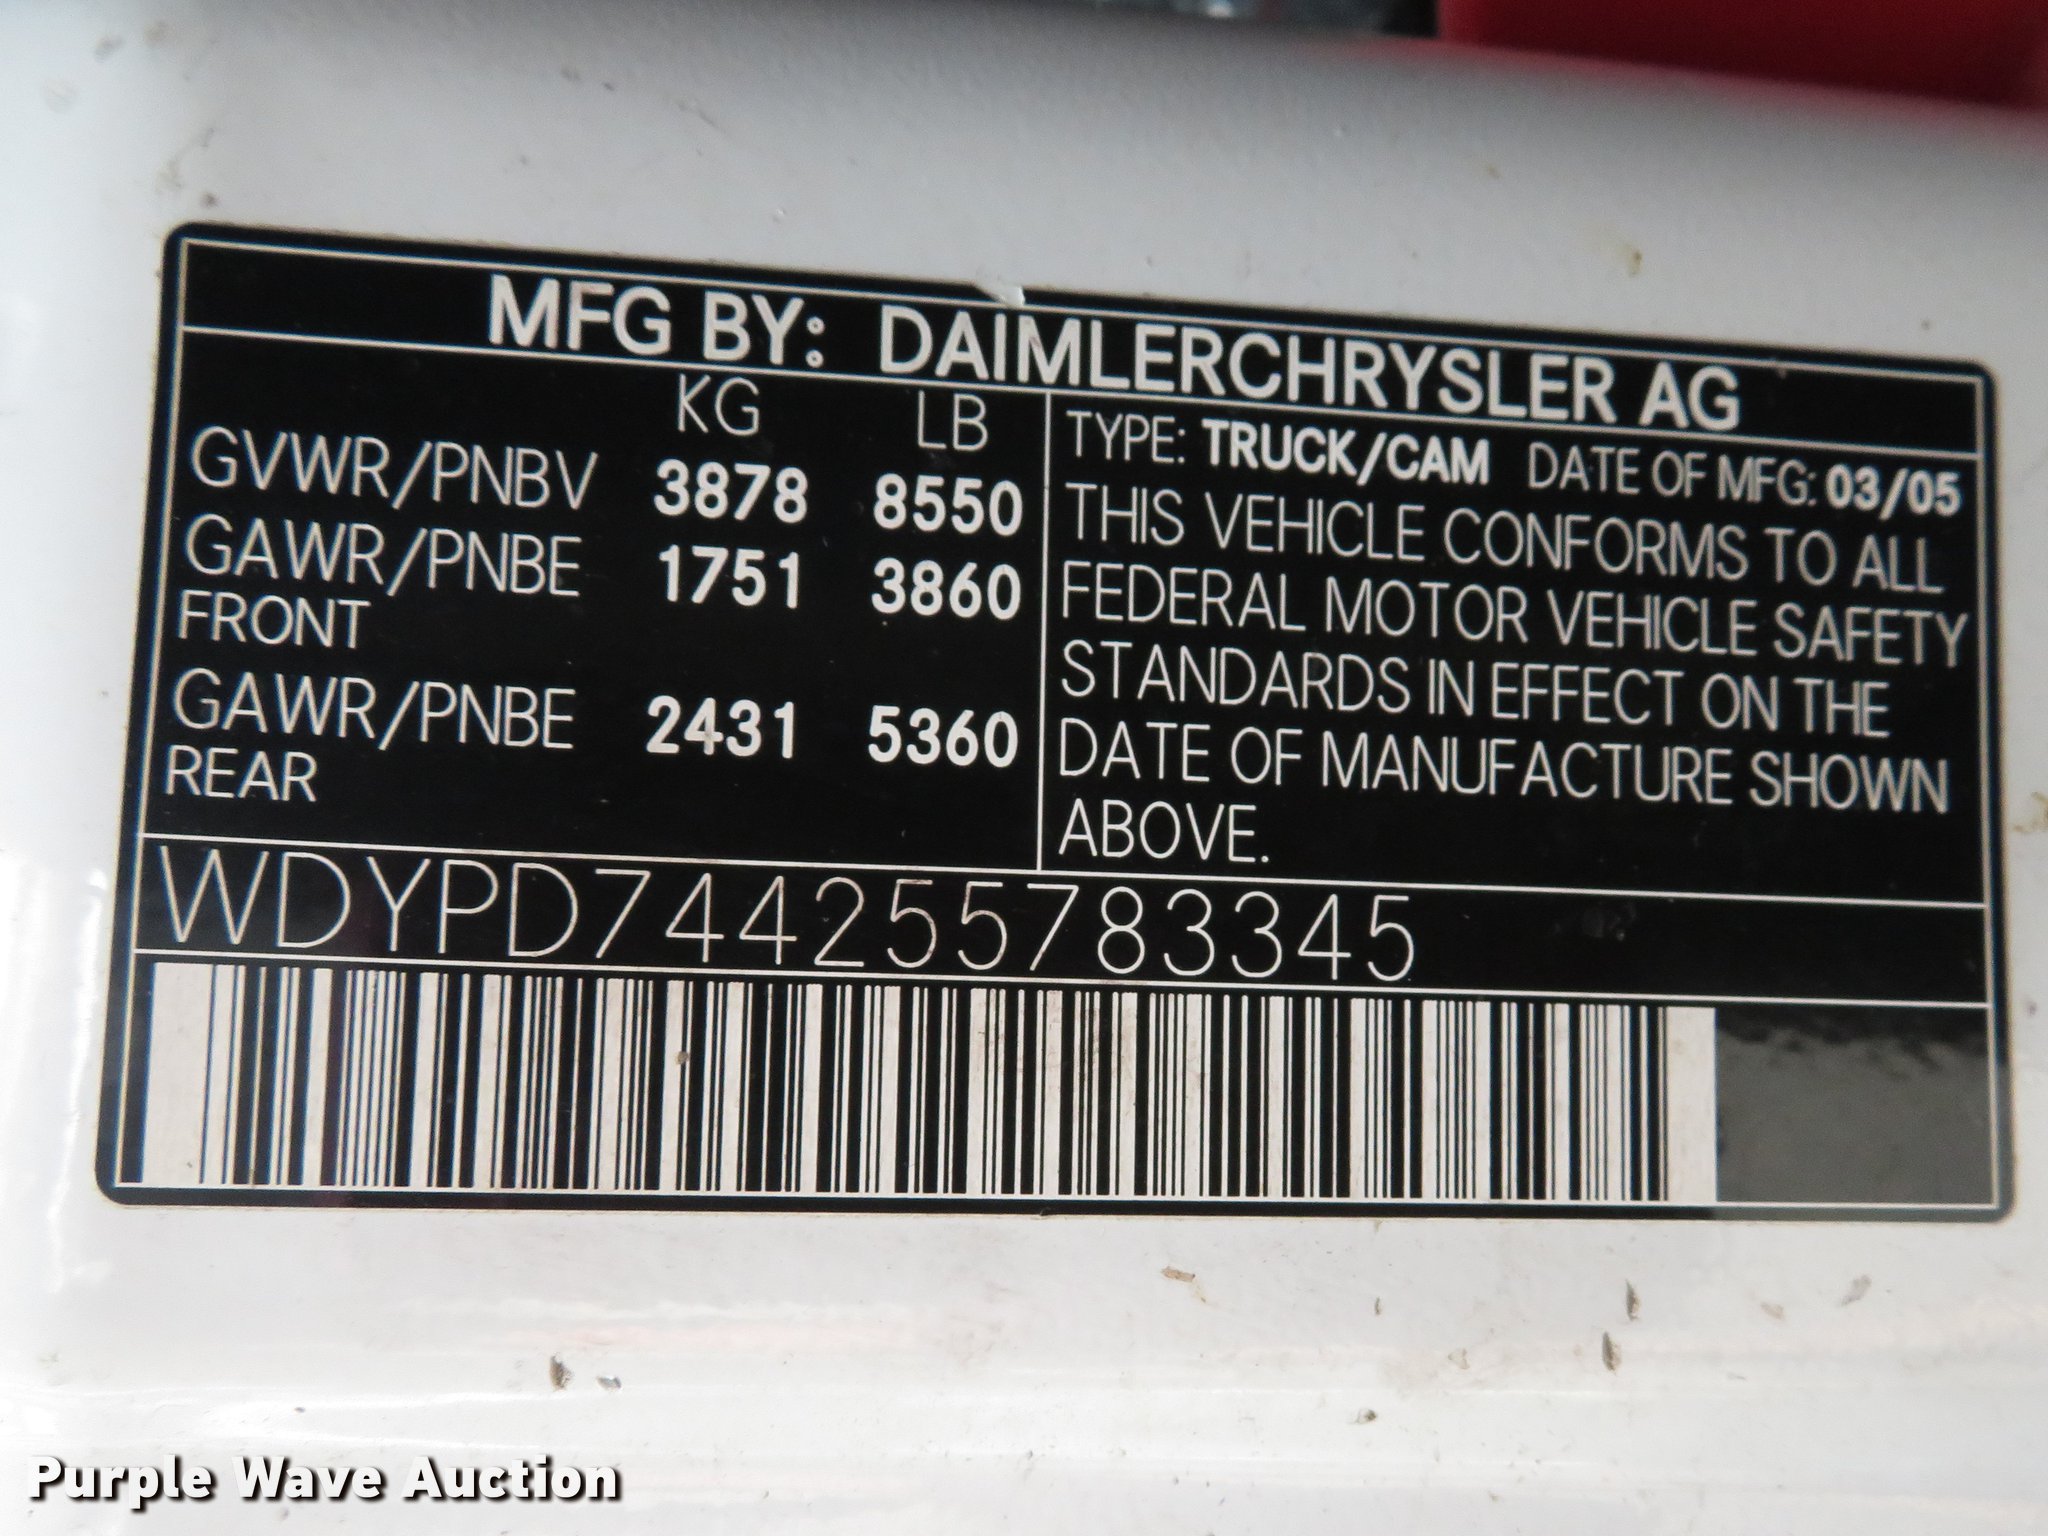 MFG BY: DAIMLERCHRYSLER AG
KG LB
GVWR/PNBV 3878 8550
GAWR/PNBE 1751 3860
FRONT
GAWR/PNBE 2431 5360
REAR
TYPE: TRUCK/CAM DATE OF MFG: 03/05
THIS VEHICLE CONFORMS TO ALL
FEDERAL MOTOR VEHICLE SAFETY
STANDARDS IN EFFECT ON THE
DATE OF MANUFACTURE SHOWN
ABOVE.
WDYPD744255783345
Purple Wave Auction